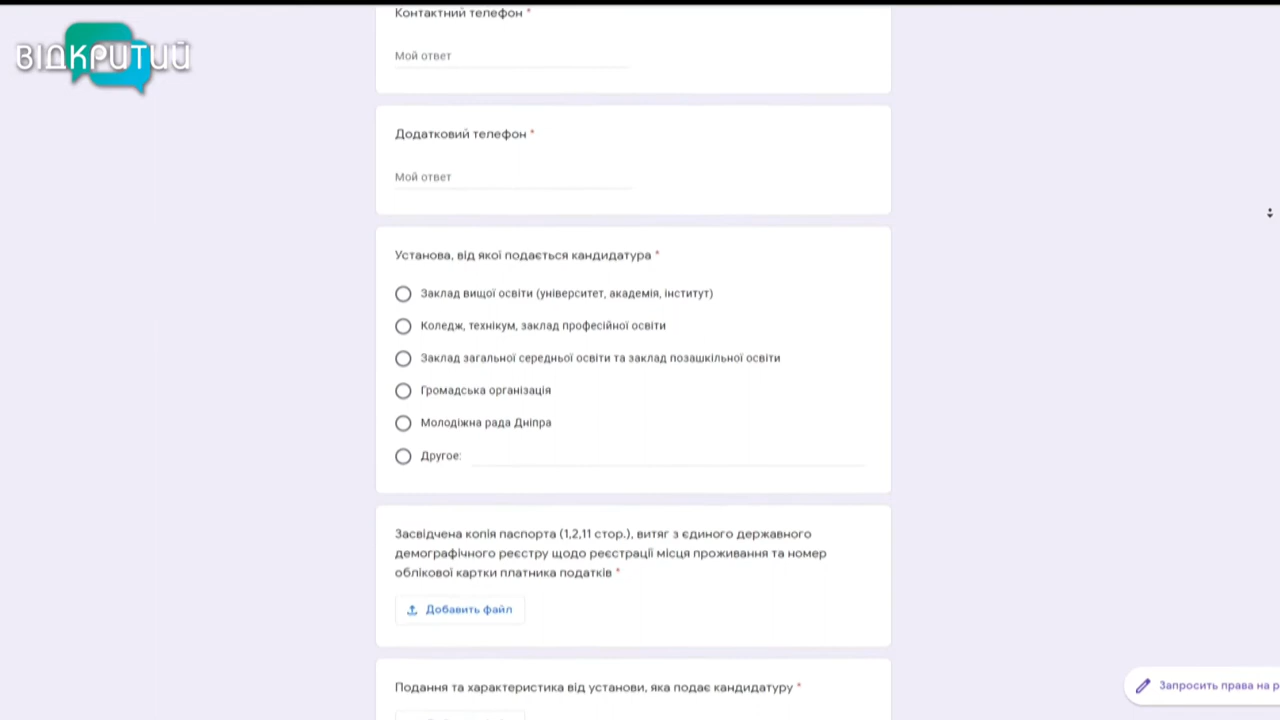 Контактний телефон *
ВІДКРИТИЙ
Мой ответ
Додатковий телефон *
Мой ответ
Установа, від якої подається кандидатура *
Заклад вищої освіти (університет, академія, інститут)
Коледж, технікум, заклад професійної освіти
Заклад загальної середньої освіти та заклад позашкільної освіти
Громадська організація
Молодіжна рада Дніпра
Другое:
Засвідчена копія паспорта (1,2,11 стор.), витяг з єдиного державного
демографічного реєстру щодо реєстрації місця проживання та номер
облікової картки платника податків *
Добавить файл
Подання та характеристика від установи, яка подає кандидатуру *
Запросить права на р